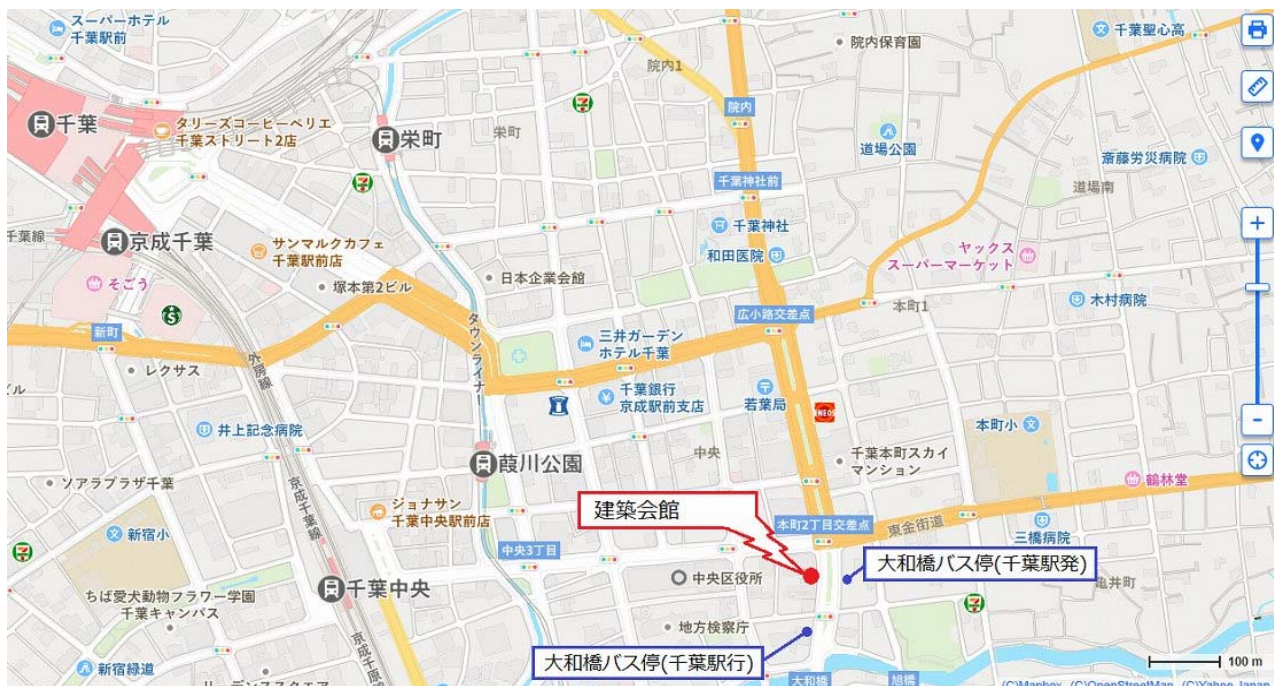 スーパーホテル
千葉駅前
千葉聖心高
院内保育園
院内1
千葉
タリーズコーヒーペリエ
千葉ストリート2店
栄町
栄町
院内
道場公園
斎藤労災病院
道場南
千葉神社前
千葉線
京成千葉
サンマルクカフェ
千葉駅前店
千葉神社
和田医院
ヤックス
スーパーマーケット
そごう
塚本第2ビル
日本企業会館
本町1
木村病院
新町
広小路交差点
タウンライナー
三井ガーデン
ホテル千葉
レクサス
外房線
千葉銀行
京成駅前支店
若葉局
ENEOS
ビル
井上記念病院
本町小
中央
千葉本町スカイ
マンション
葭川公園
ソアラプラザ千葉
京成千葉線
ジョナサン
千葉中央駅前店
鶴林堂
建築会館
本町2丁目交差点
東金街道
新宿小
中央3丁目
三橋病院
大和橋バス停(千葉駅発)
中央区役所
千葉中央
ちば愛犬動物フラワー学園
千葉キャンパス
亀井町
地方検察庁
京成千原線
大和橋バス停(千葉駅行)
新宿緑道
大和橋
旭橋
100 m
(C)Mapbox, (C)OpenStreetMap, (C)Yahoo Japan